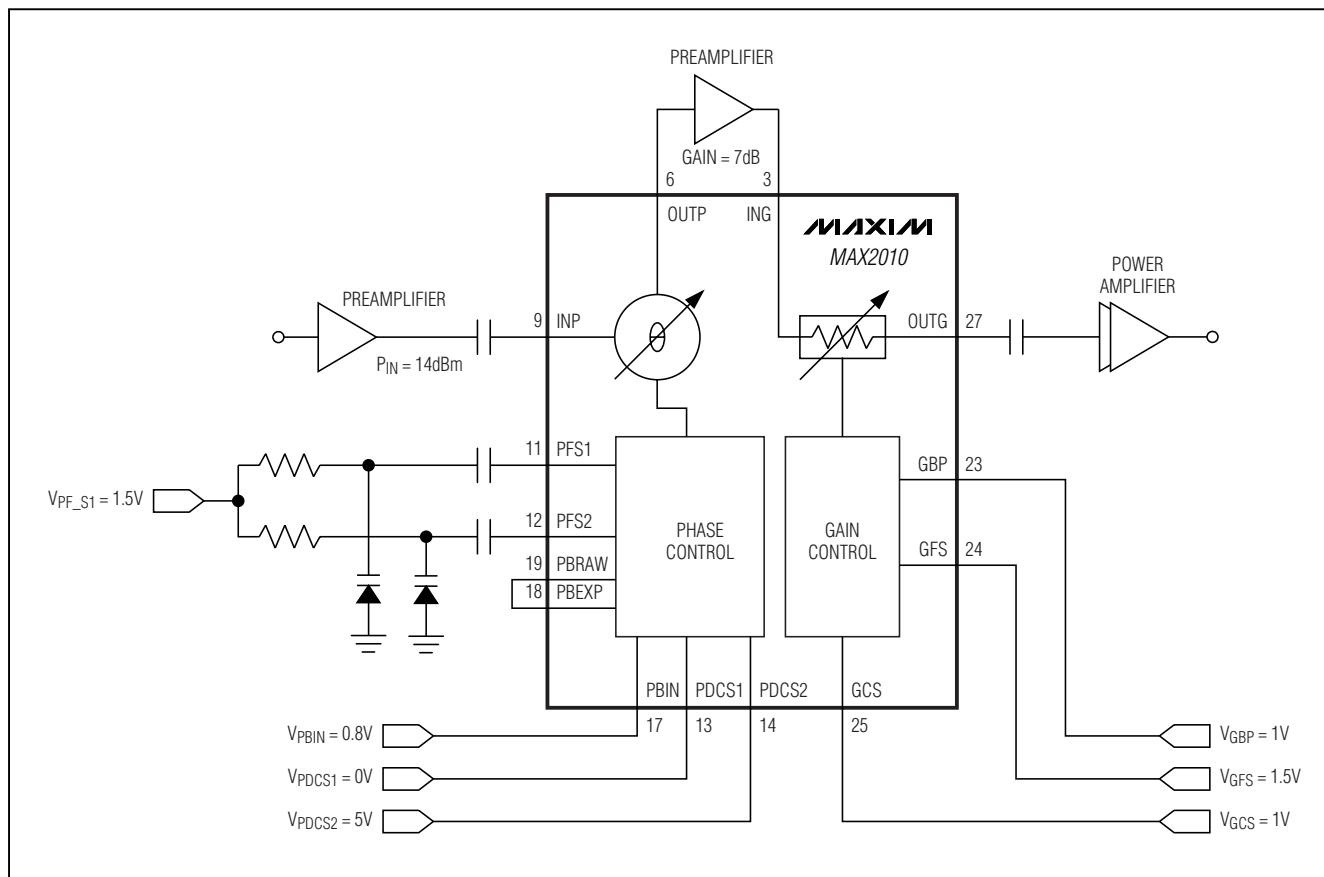 PREAMPLIFIER
GAIN = 7dB
6
3
OUTP
ING
MAXIM
MAX2010
PREAMPLIFIER
POWER
AMPLIFIER
9
INP
OUTG
27
PIN = 14dBm
11
PFS1
GBP
23
VPF_S1 = 1.5V
12
PFS2
PHASE
CONTROL
GAIN
CONTROL
GFS
24
19
PBRAW
18
PBEXP
PBIN
PDCS1
PDCS2
GCS
17
13
14
25
VPBIN = 0.8V
VGBP = 1V
VPDCS1 = 0V
VGFS = 1.5V
VPDCS2 = 5V
VGCS = 1V